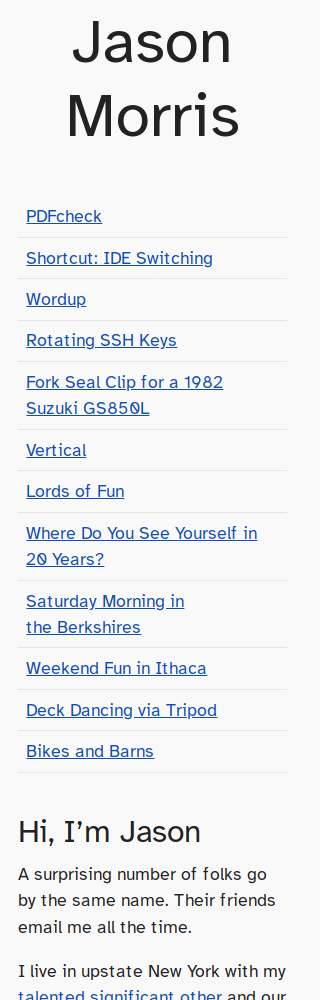 Jason
Morris
PDFcheck
Shortcut: IDE Switching
Wordup
Rotating SSH Keys
Fork Seal Clip for a 1982
Suzuki GS850L
Vertical
Lords of Fun
Where Do You See Yourself in
20 Years?
Saturday Morning in
the Berkshires
Weekend Fun in Ithaca
Deck Dancing via Tripod
Bikes and Barns
Hi, I’m Jason
A surprising number of folks go
by the same name. Their friends
email me all the time.
I live in upstate New York with my
talented significant other and our